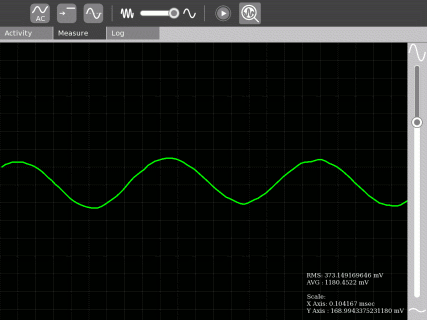 AC
Activity
Measure
Log
RMS: 373.149169646 mV
AVG : 1180.4522 mV
Scale:
X Axis: 0.104167 msec
Y Axis : 168.9943375231180 mV